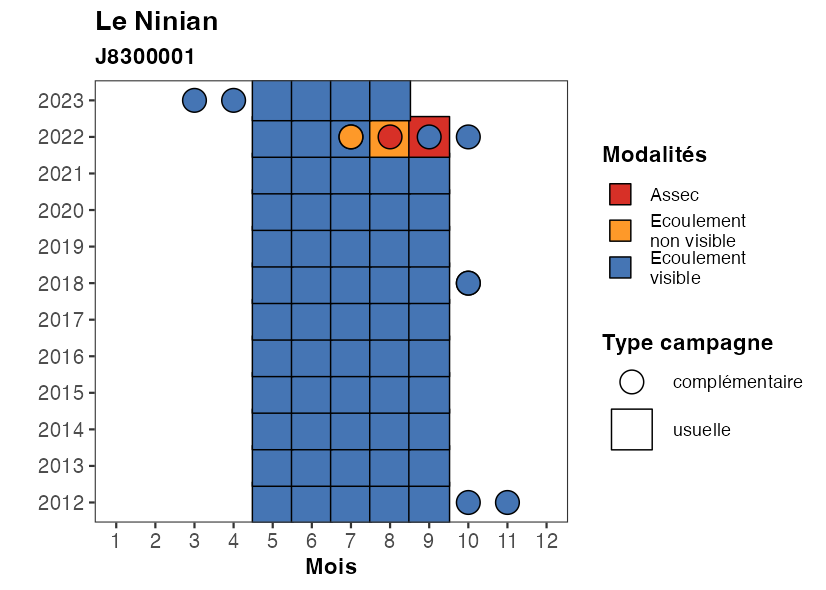 Le Ninian
J8300001
2023
2022
2021
2020
2019
2018
2017
2016
2015
2014
2013
2012
1 2 3 4 5 6 7 8 9 10 11 12
Mois
Modalités
Assec
Ecoulement
non visible
Ecoulement
visible
Type campagne
complémentaire
usuelle